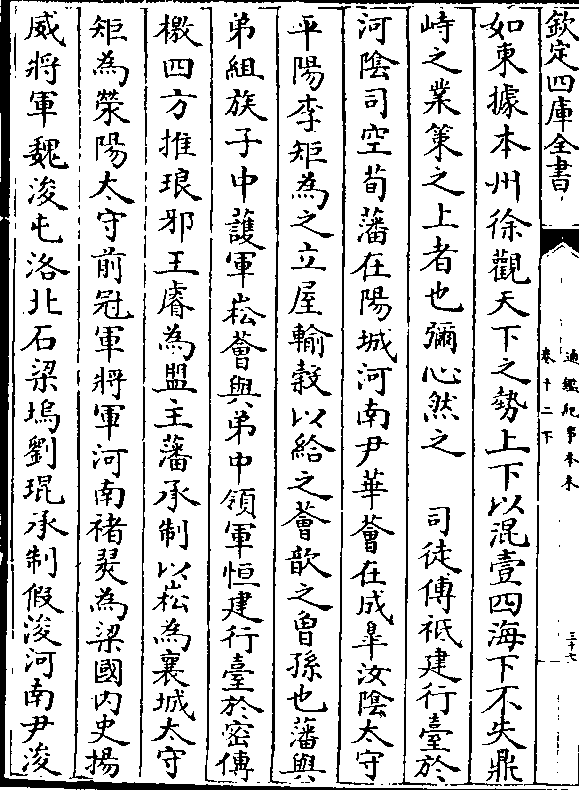 欽定四庫全書
通鑑紀事本末
卷十二下
三十七
如東據本州徐觀天下之勢上下以混壹四海下不失鼎
峙之業策之上者也彌心然之　司徒傅祗建行臺於
河陰司空荀藩在陽城河南尹華薈在成皋汝陰太守
平陽李矩為之立屋輸穀以給之薈歆之曾孫也藩與
弟組族子中護軍崧薈與弟中領軍恒建行臺於密傳
檄四方推琅邪王睿為盟主藩承制以崧為襄城太守
矩為滎陽太守前冠軍將軍河南褚翜為梁國内史揚
威將軍魏浚屯洛北石梁塢劉琨承制假浚河南尹浚